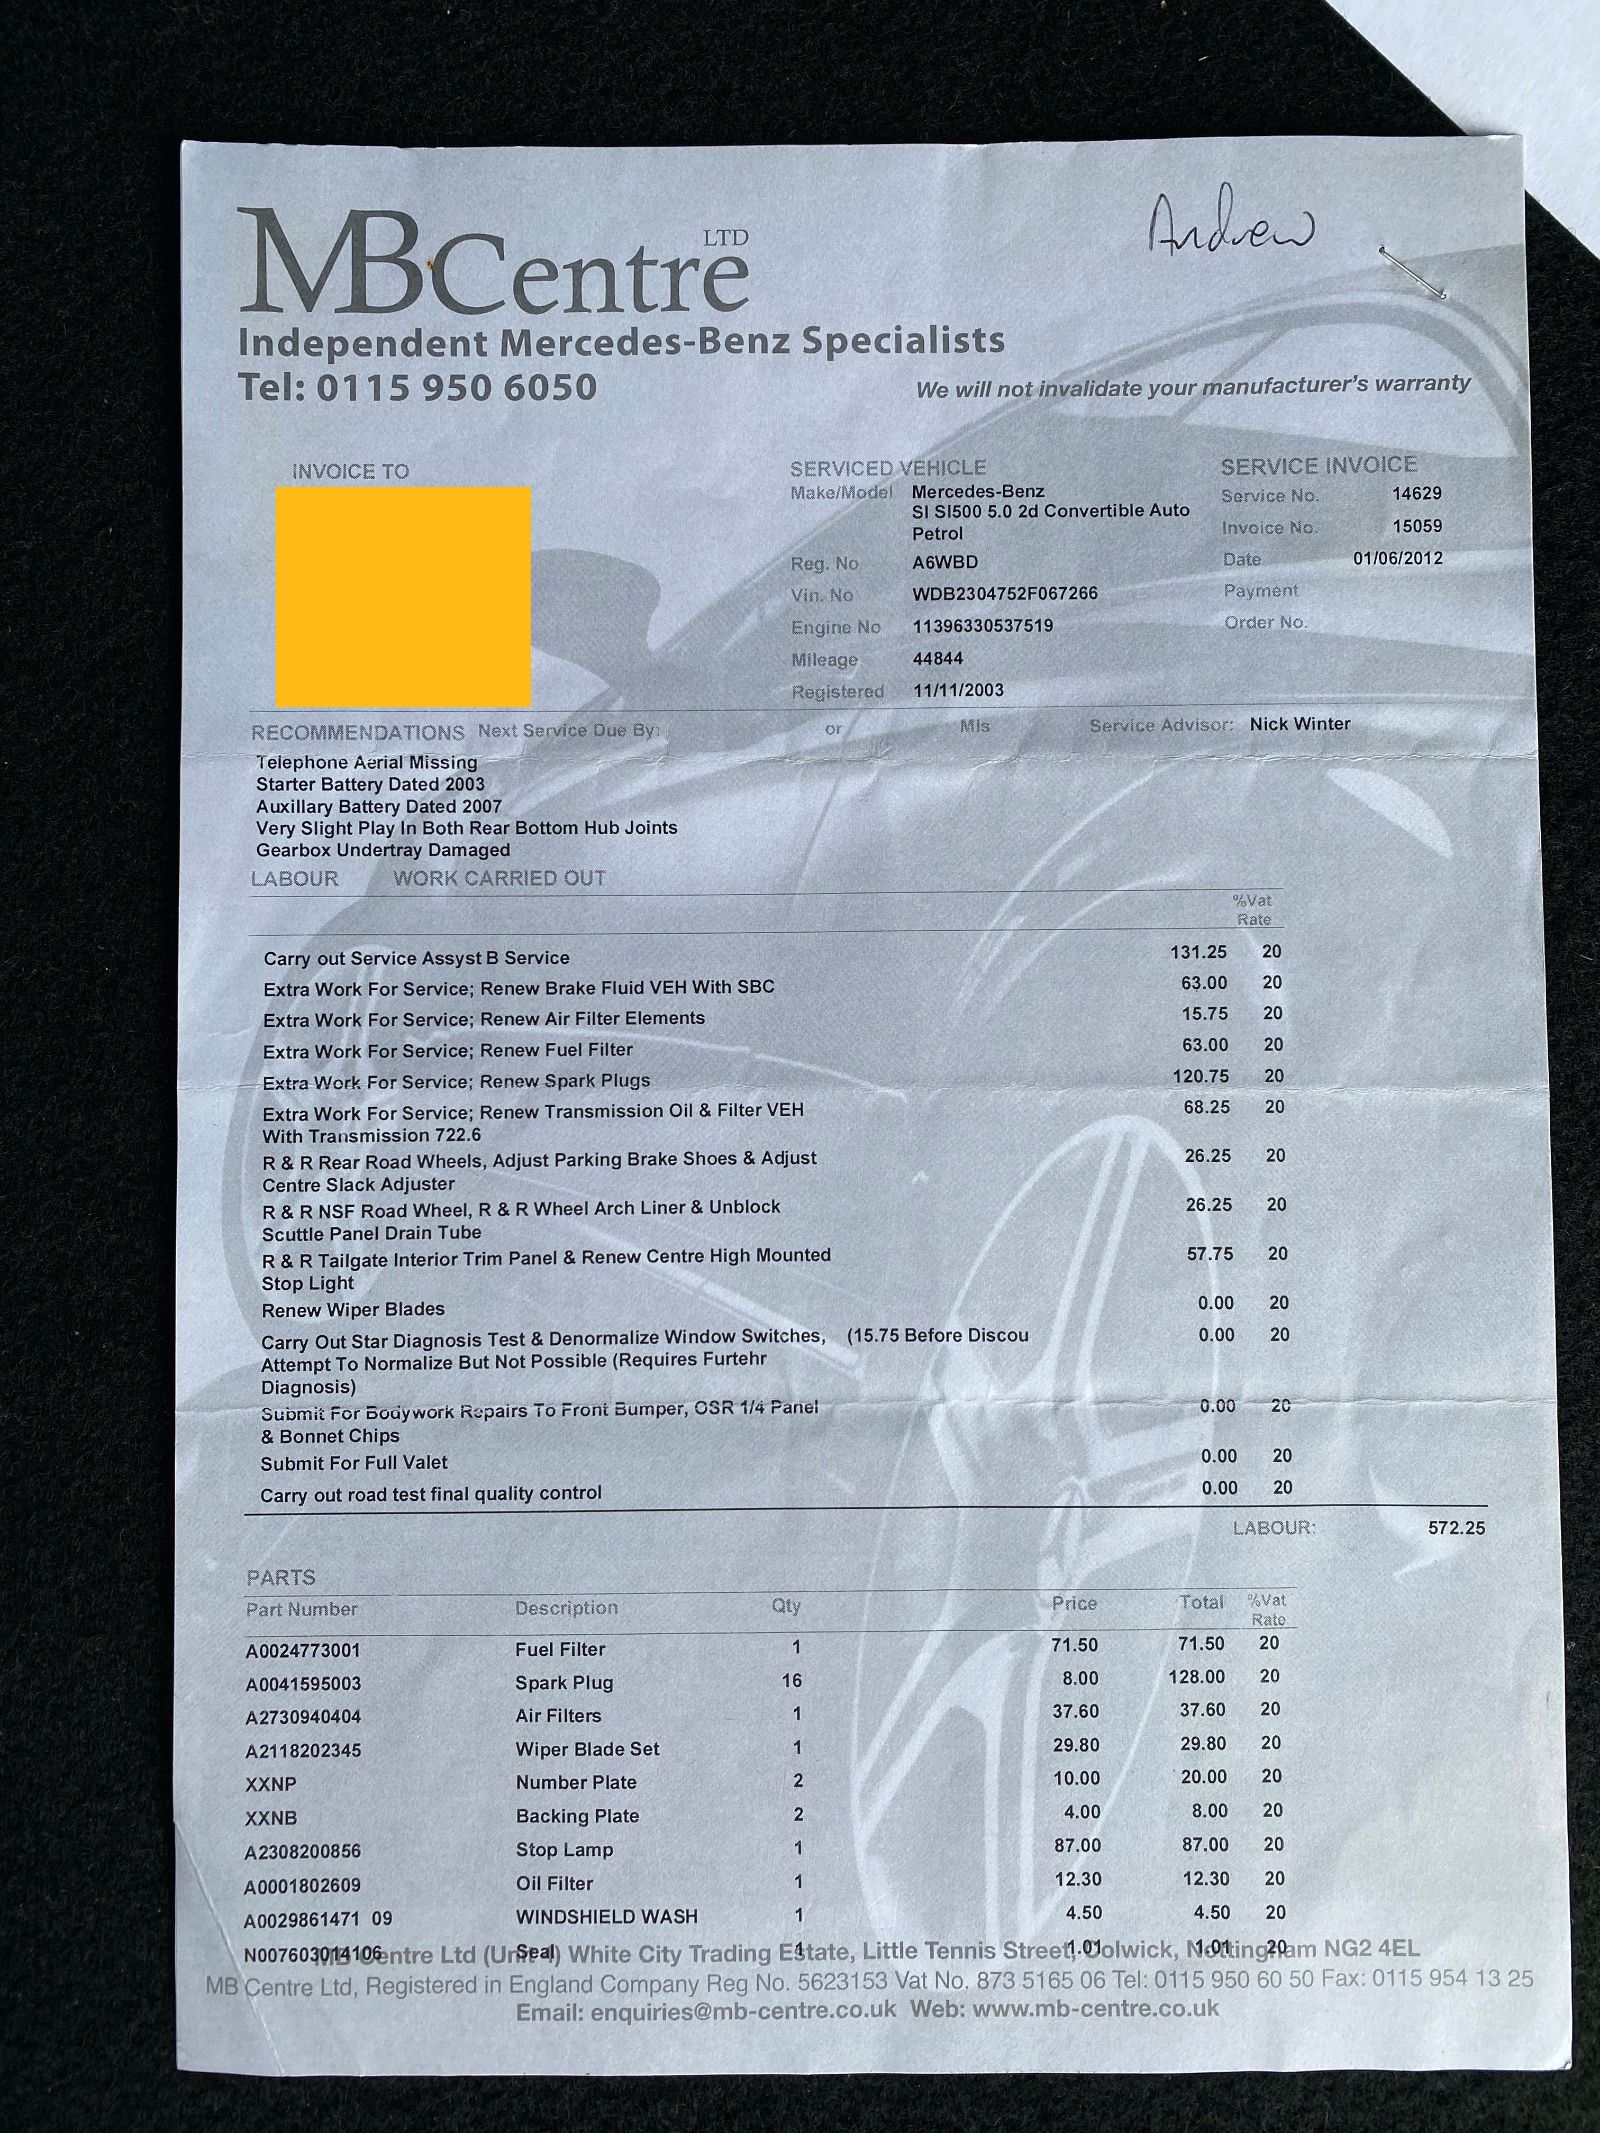 Andrew
MBCentre LTD
Independent Mercedes-Benz Specialists
Tel: 0115 950 6050
We will not invalidate your manufacturer's warranty
INVOICE TO
SERVICED VEHICLE
Make/Model Mercedes-Benz
Sl Sl500 5.0 2d Convertible Auto
Petrol
Reg. No A6WBD
Vin. No WDB2304752F067266
Engine No 11396330537519
Mileage 44844
Registered 11/11/2003
SERVICE INVOICE
Service No. 14629
Invoice No. 15059
Date 01/06/2012
Payment
Order No.
RECOMMENDATIONS Next Service Due By: or Mls Service Advisor: Nick Winter
Telephone Aerial Missing
Starter Battery Dated 2003
Auxillary Battery Dated 2007
Very Slight Play In Both Rear Bottom Hub Joints
Gearbox Undertray Damaged
LABOUR WORK CARRIED OUT
%Vat
Rate
Carry out Service Assyst B Service 131.25 20
Extra Work For Service; Renew Brake Fluid VEH With SBC 63.00 20
Extra Work For Service; Renew Air Filter Elements 15.75 20
Extra Work For Service; Renew Fuel Filter 63.00 20
Extra Work For Service; Renew Spark Plugs 120.75 20
Extra Work For Service; Renew Transmission Oil & Filter VEH 68.25 20
With Transmission 722.6
R & R Rear Road Wheels, Adjust Parking Brake Shoes & Adjust 26.25 20
Centre Slack Adjuster
R & R NSF Road Wheel, R & R Wheel Arch Liner & Unblock 26.25 20
Scuttle Panel Drain Tube
R & R Tailgate Interior Trim Panel & Renew Centre High Mounted 57.75 20
Stop Light
Renew Wiper Blades 0.00 20
Carry Out Star Diagnosis Test & Denormalize Window Switches, (15.75 Before Discou 0.00 20
Attempt To Normalize But Not Possible (Requires Furtehr
Diagnosis)
Submit For Bodywork Repairs To Front Bumper, OSR 1/4 Panel 0.00 20
& Bonnet Chips
Submit For Full Valet 0.00 20
Carry out road test final quality control 0.00 20
LABOUR: 572.25
PARTS
Part Number Description Qty Price Total %Vat
Rate
A0024773001 Fuel Filter 1 71.50 71.50 20
A0041595003 Spark Plug 16 8.00 128.00 20
A2730940404 Air Filters 1 37.60 37.60 20
A2118202345 Wiper Blade Set 1 29.80 29.80 20
XXNP Number Plate 2 10.00 20.00 20
XXNB Backing Plate 2 4.00 8.00 20
A2308200856 Stop Lamp 1 87.00 87.00 20
A0001802609 Oil Filter 1 12.30 12.30 20
A0029861471 09 WINDSHIELD WASH 1 4.50 4.50 20
N007603014106 Seal 1 1.01 1.01 20
MB Centre Ltd (Unit 4) White City Trading Estate, Little Tennis Street, Colwick, Nottingham NG2 4EL
MB Centre Ltd, Registered in England Company Reg No. 5623153 Vat No. 873 5165 06 Tel: 0115 950 60 50 Fax: 0115 954 13 25
Email: enquiries@mb-centre.co.uk Web: www.mb-centre.co.uk